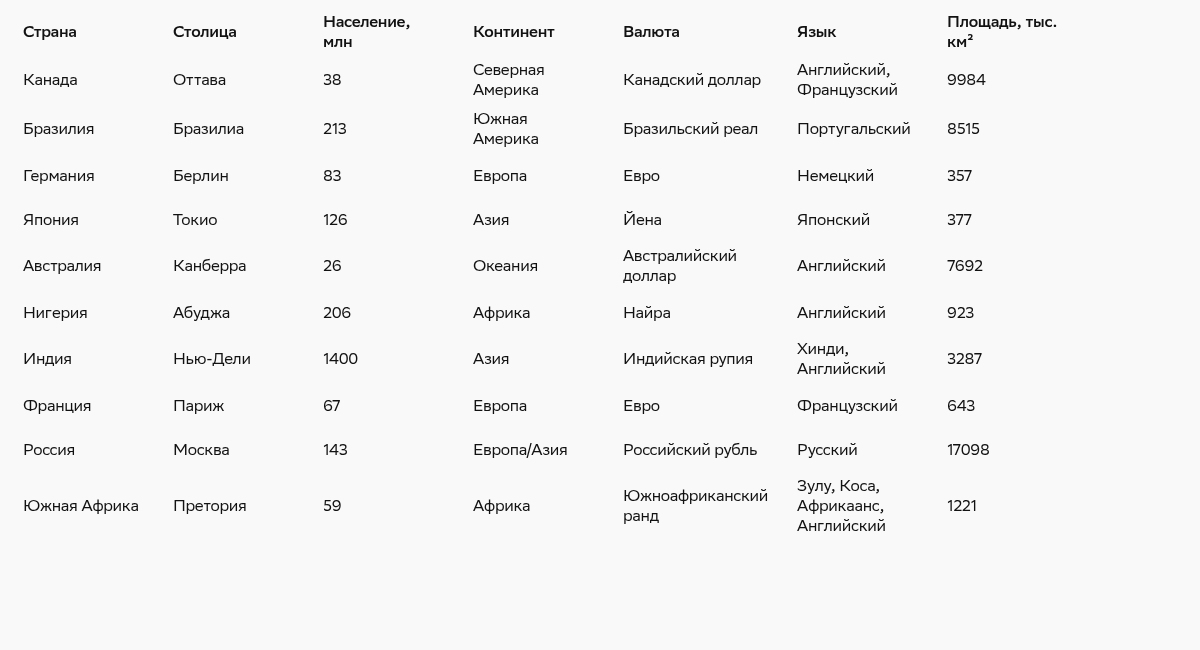 Страна Столица Население, млн Континент Валюта Язык Площадь, тыс. км²
Канада Оттава 38 Северная Америка Канадский доллар Английский, Французский 9984
Бразилия Бразилиа 213 Южная Америка Бразильский реал Португальский 8515
Германия Берлин 83 Европа Евро Немецкий 357
Япония Токио 126 Азия Йена Японский 377
Австралия Канберра 26 Океания Австралийский доллар Английский 7692
Нигерия Абуджа 206 Африка Найра Английский 923
Индия Нью-Дели 1400 Азия Индийская рупия Хинди, Английский 3287
Франция Париж 67 Европа Евро Французский 643
Россия Москва 143 Европа/Азия Российский рубль Русский 17098
Южная Африка Претория 59 Африка Южноафриканский ранд Зулу, Коса, Африкаанс, Английский 1221